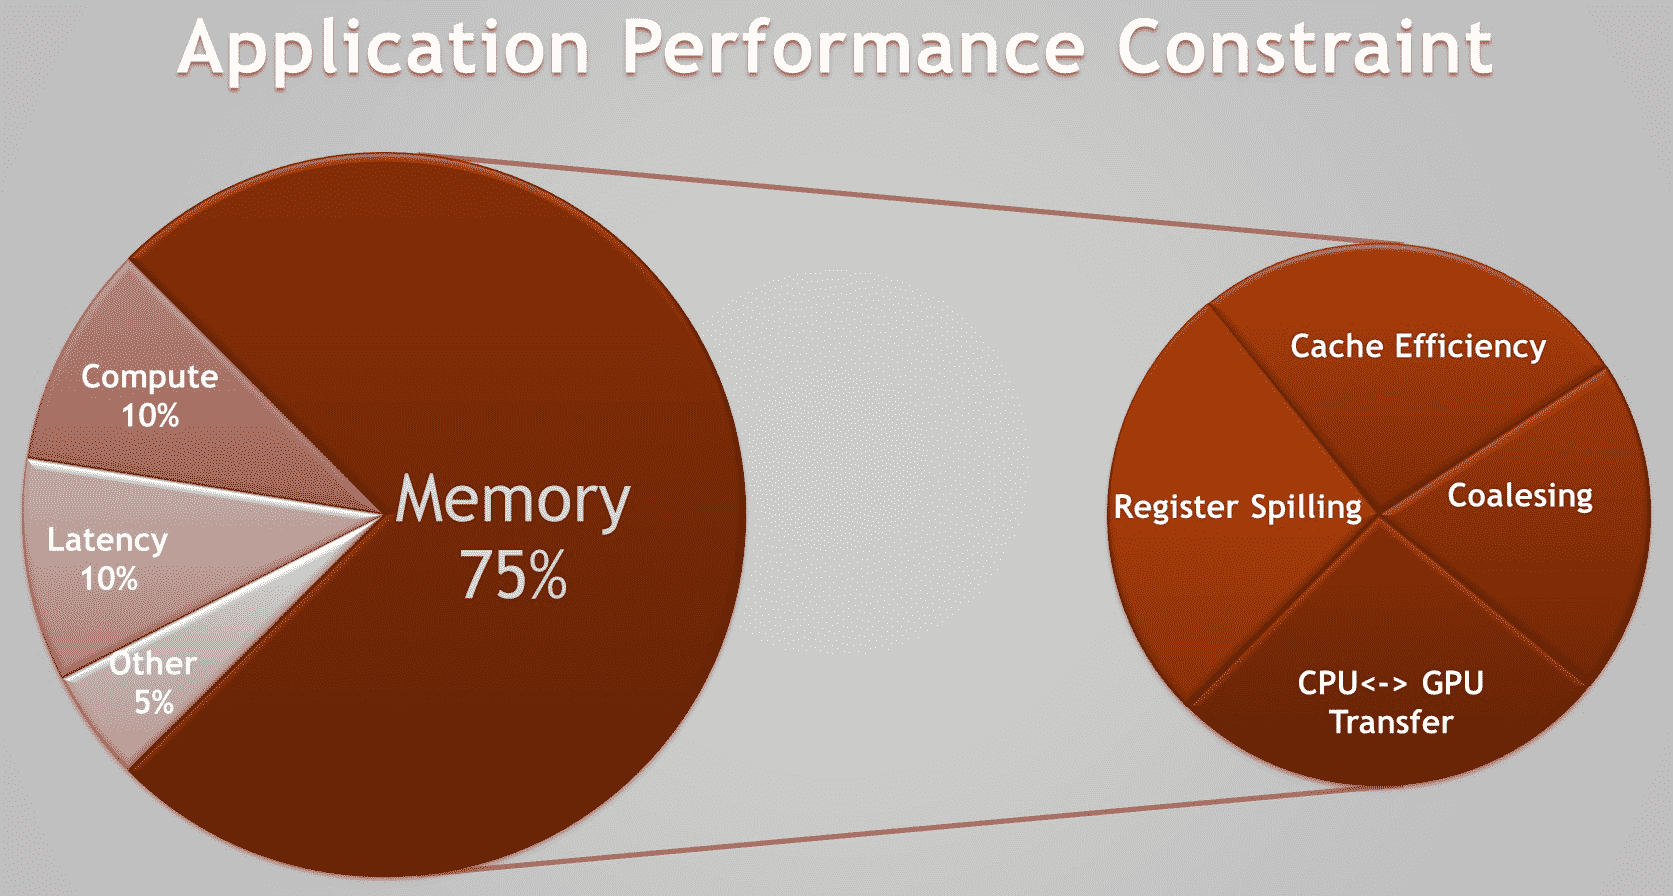 Application Performance Constraint
Compute
10%
Latency
10%
Other
5%
Memory
75%
Cache Efficiency
Coalesing
Register Spilling
CPU<-> GPU
Transfer